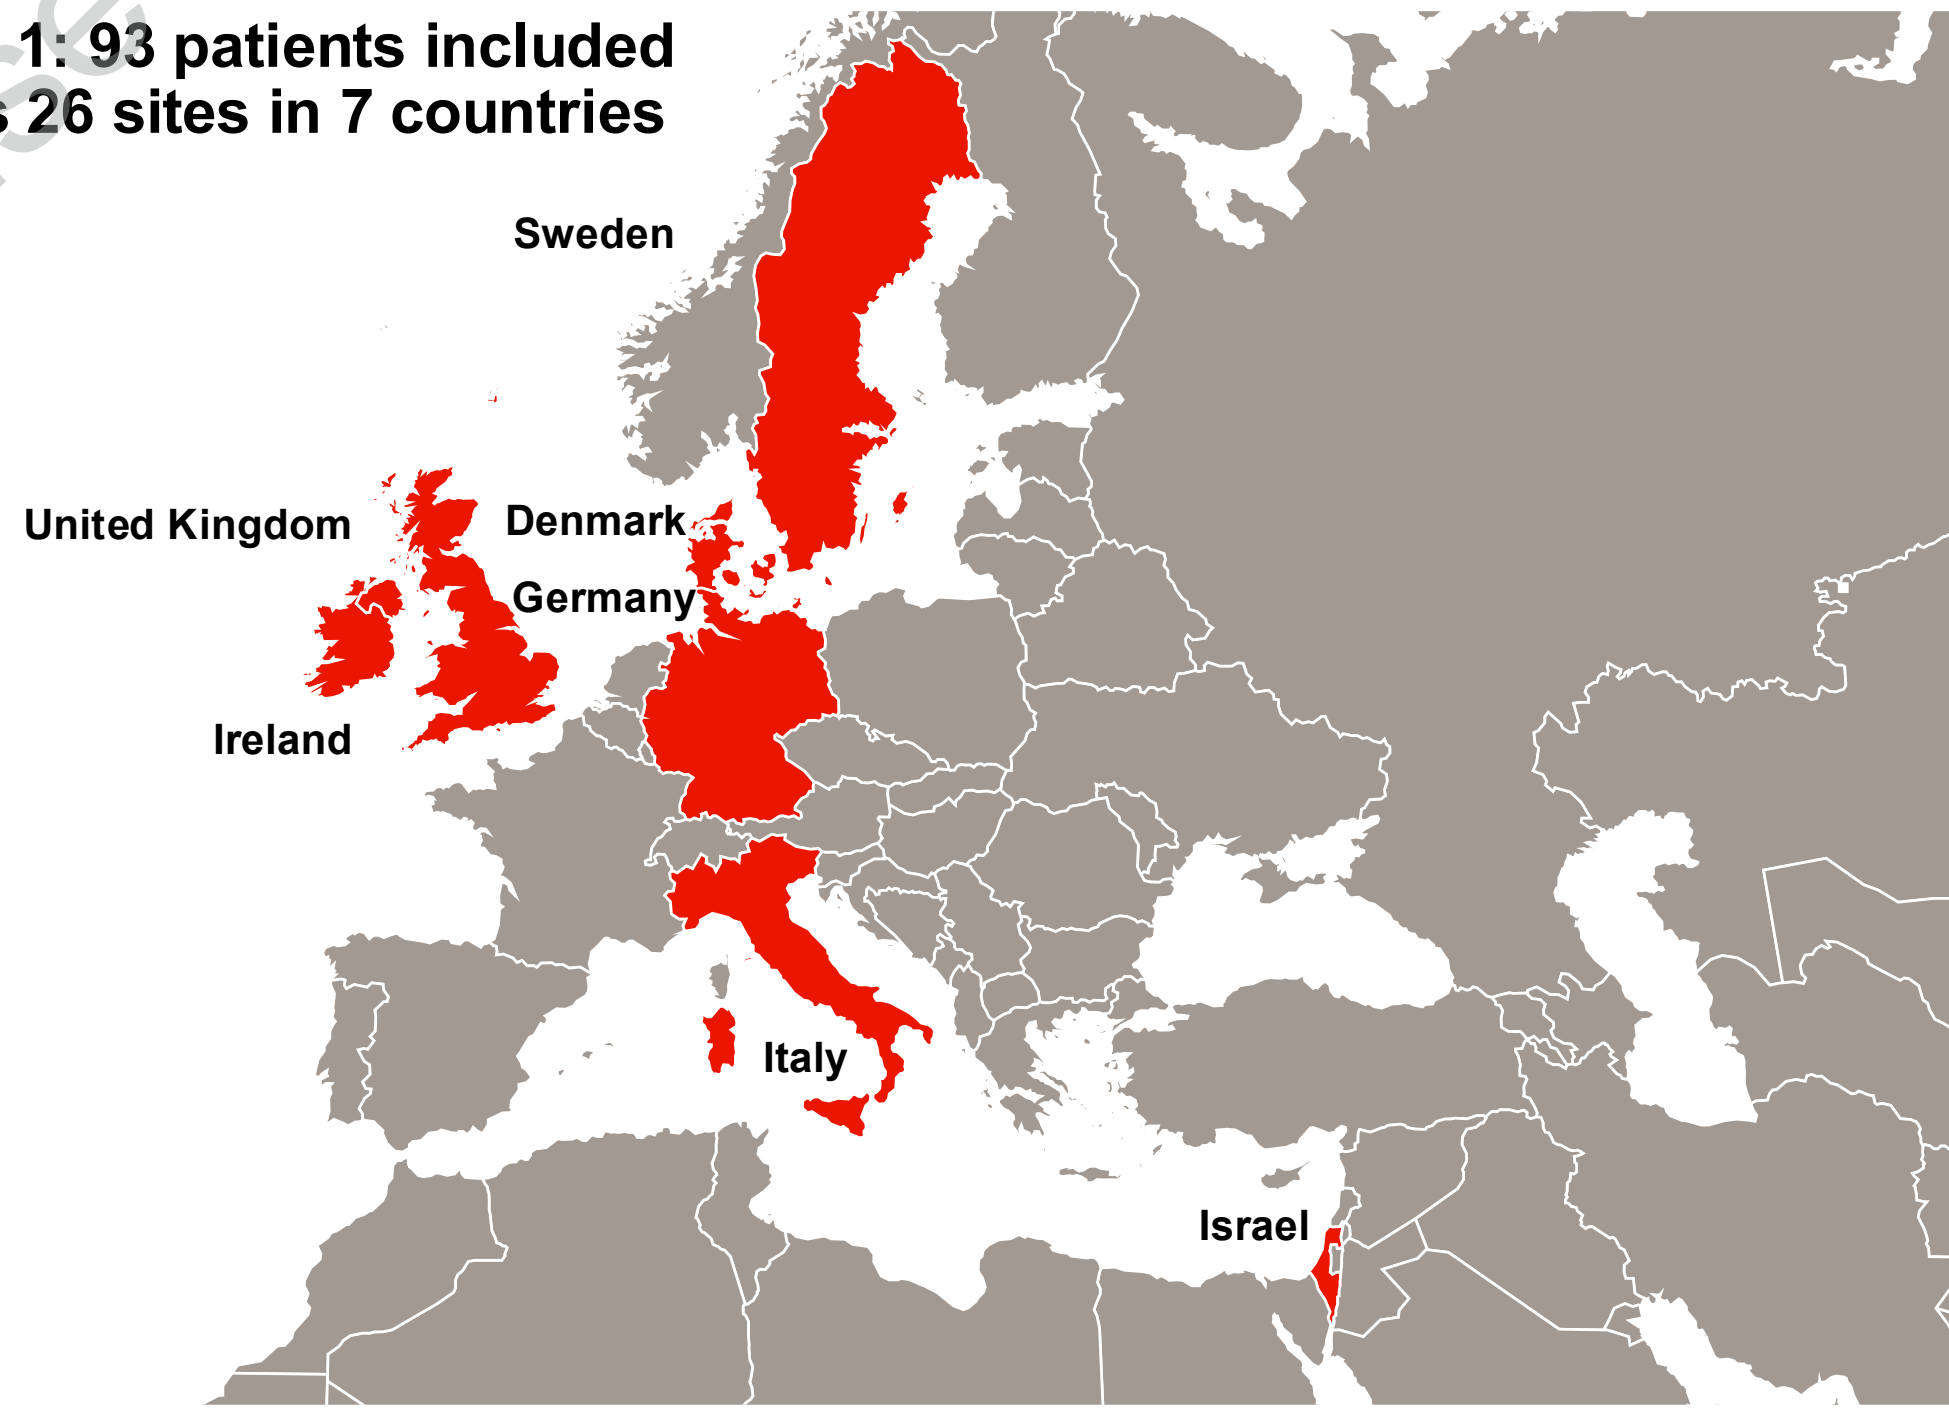 1: 93 patients included
26 sites in 7 countries
Sweden
United Kingdom
Denmark
Germany
Ireland
Italy
Israel